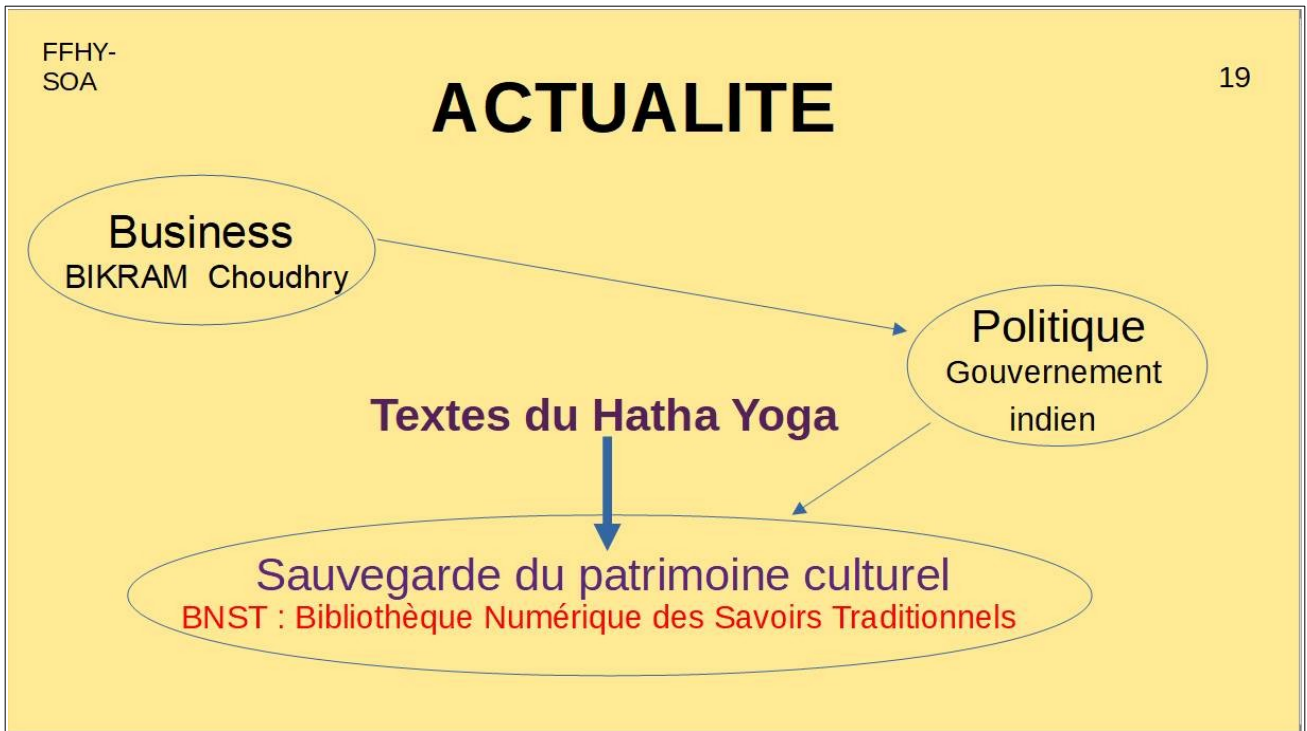 FFHY-
SOA
19
ACTUALITE
Business
BIKRAM Choudhry
Politique
Gouvernement
indien
Textes du Hatha Yoga
Sauvegarde du patrimoine culturel
BNST : Bibliothèque Numérique des Savoirs Traditionnels